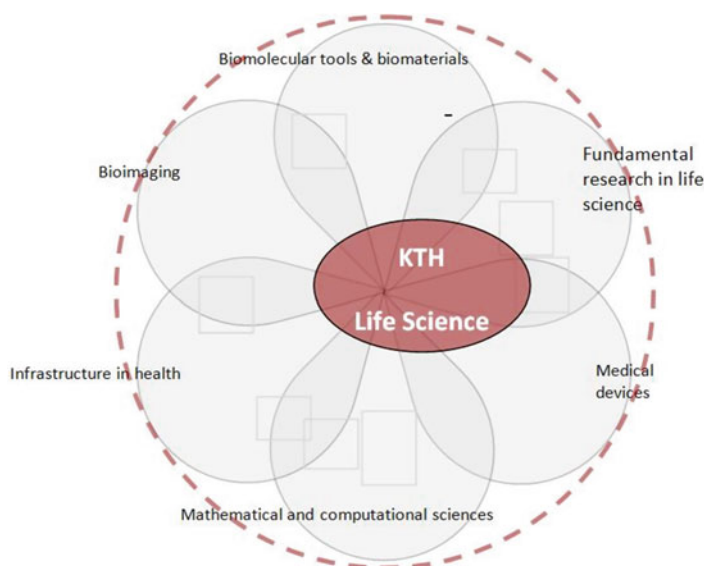 Biomolecular tools & biomaterials
-
Bioimaging
Fundamental
research in life
science
KTH
Life Science
Infrastructure in health
Medical
devices
Mathematical and computational sciences